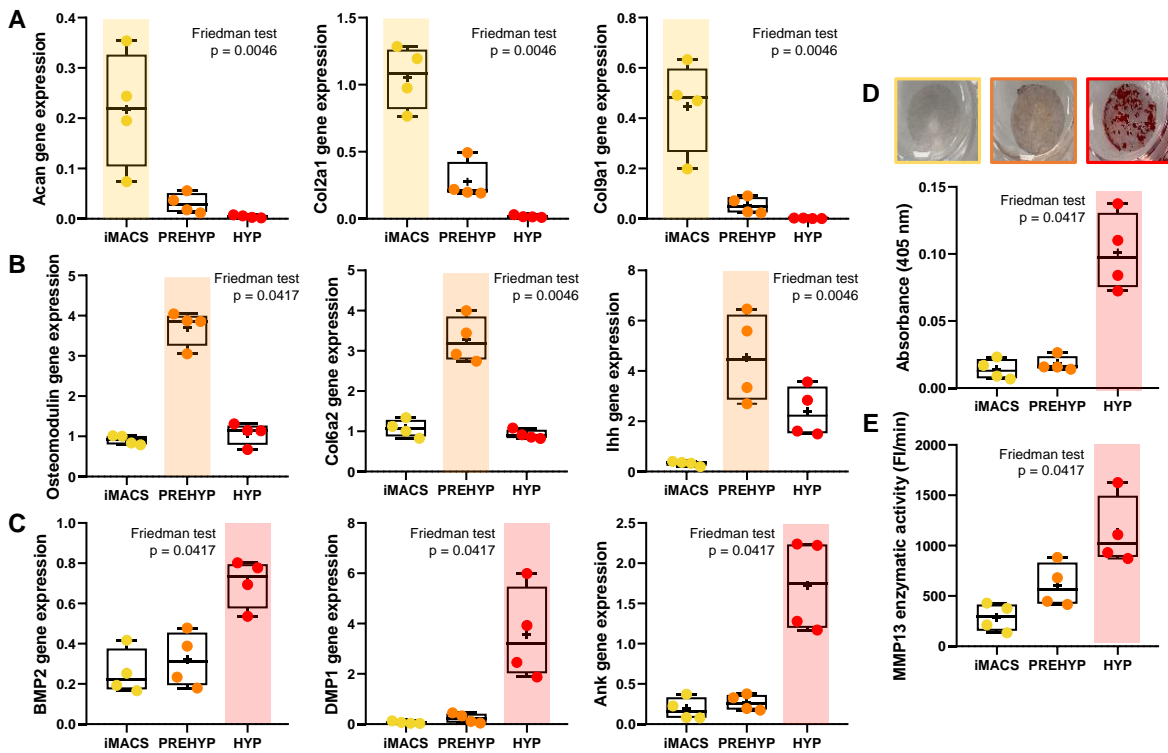 A
Acan gene expression
0.4
0.3
0.2
0.1
0.0
Friedman test
p = 0.0046
iMACS PREHYP HYP
Col2a1 gene expression
1.5
1.0
0.5
0.0
Friedman test
p = 0.0046
iMACS PREHYP HYP
Col9a1 gene expression
0.8
0.6
0.4
0.2
0.0
Friedman test
p = 0.0046
iMACS PREHYP HYP
B
Osteomodulin gene expression
5
4
3
2
1
0
Friedman test
p = 0.0417
iMACS PREHYP HYP
Col6a2 gene expression
5
4
3
2
1
0
Friedman test
p = 0.0046
iMACS PREHYP HYP
Ihh gene expression
8
6
4
2
0
Friedman test
p = 0.0046
iMACS PREHYP HYP
C
BMP2 gene expression
1.0
0.8
0.6
0.4
0.2
0.0
Friedman test
p = 0.0417
iMACS PREHYP HYP
DMP1 gene expression
8
6
4
2
0
Friedman test
p = 0.0417
iMACS PREHYP HYP
Ank gene expression
2.5
2.0
1.5
1.0
0.5
0.0
Friedman test
p = 0.0417
iMACS PREHYP HYP
D
Absorbance (405 nm)
0.15
0.10
0.05
0.00
Friedman test
p = 0.0417
iMACS PREHYP HYP
E
MMP13 enzymatic activity (FI/min)
2000
1500
1000
500
0
Friedman test
p = 0.0417
iMACS PREHYP HYP